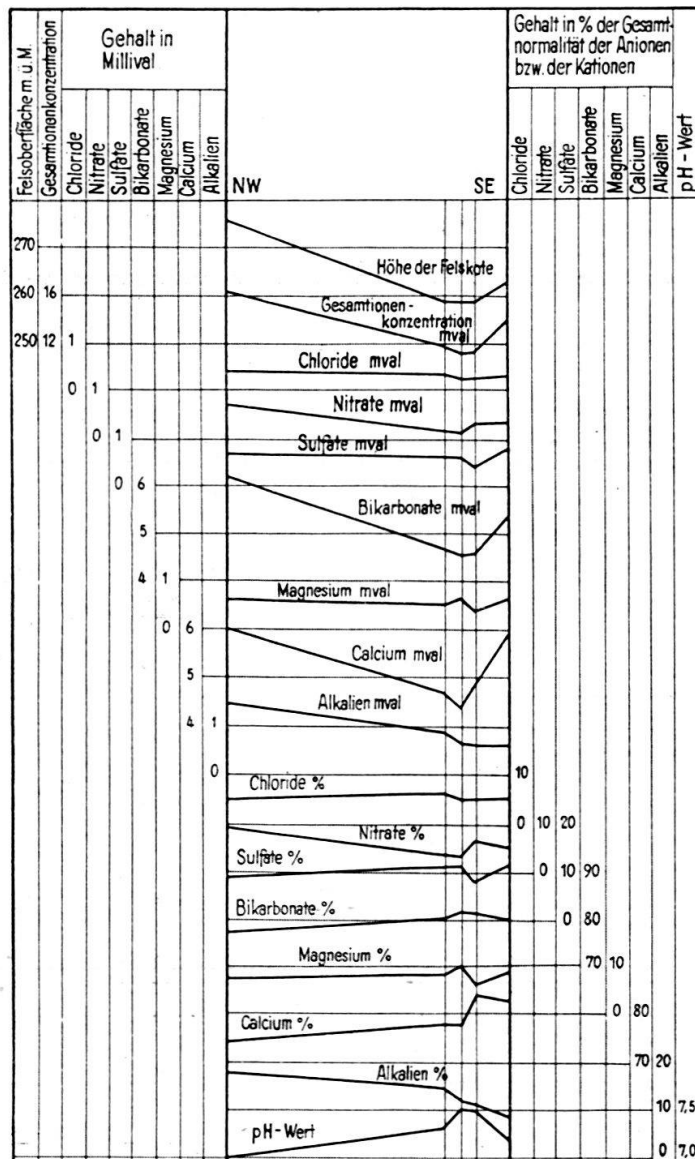 Felsoberfläche m. ü. M.
Gesamtionenkonzentration
Gehalt in
Millival
Chloride
Nitrate
Sulfate
Bikarbonate
Magnesium
Calcium
Alkalien
NW
SE
Gehalt in % der Gesamt-
normalität der Anionen
bzw. der Kationen
Chloride
Nitrate
Sulfate
Bikarbonate
Magnesium
Calcium
Alkalien
pH-Wert
270
Höhe der Felskote
260 16
Gesamtionen-
konzentration
mval
250 12 1
Chloride mval
0 1
Nitrate mval
0 1
Sulfate mval
0 6
Bikarbonate mval
5
4 1
Magnesium mval
0 6
Calcium mval
5
Alkalien mval
4 1
0
10
Chloride %
Nitrate %
0 10 20
Sulfate %
0 10 90
Bikarbonate %
0 80
Magnesium %
70 10
Calcium %
0 80
70 20
Alkalien %
10 7,5
pH-Wert
0 7,0